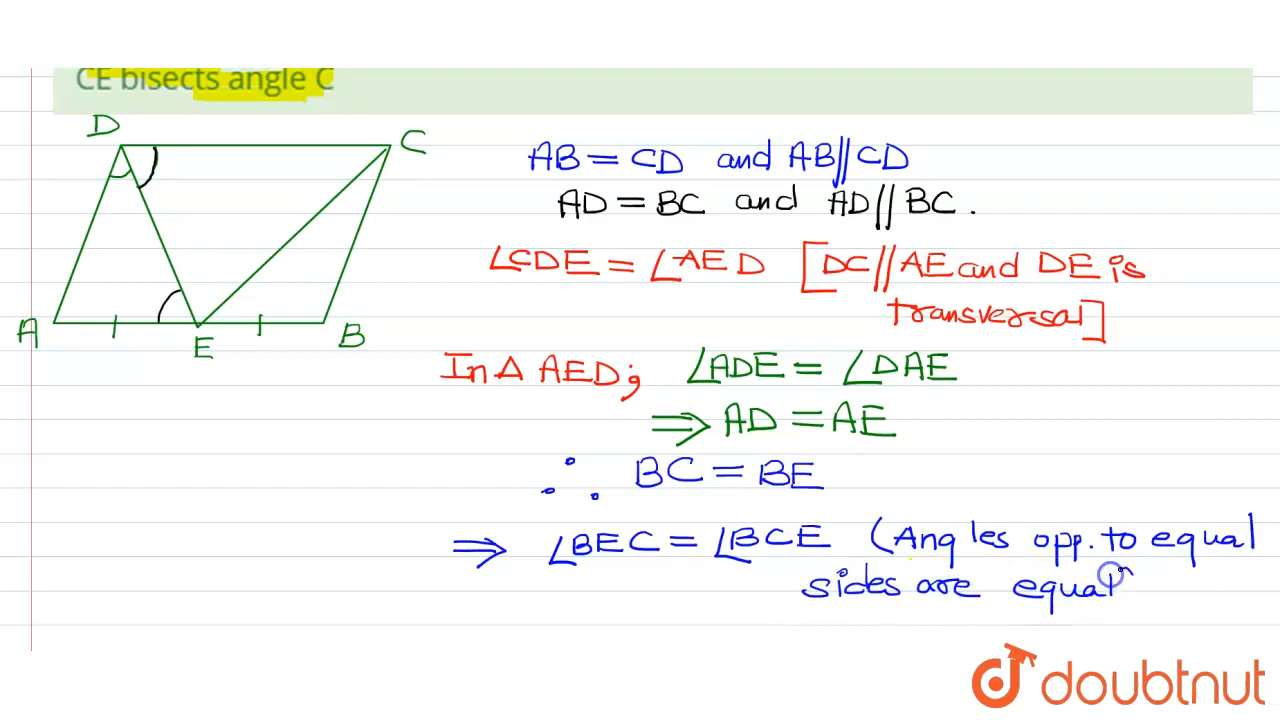 CE bisects angle C
D
C
A
E
B
AB = CD and AB || CD
AD = BC and AD || BC.
∠CDE = ∠AED [DC || AE and DE is
transversal]
In △ AED; ∠ADE = ∠DAE
⇒ AD = AE
∴ BC = BE
⇒ ∠BEC = ∠BCE (Angles opp. to equal
sides are equal
doubtnut